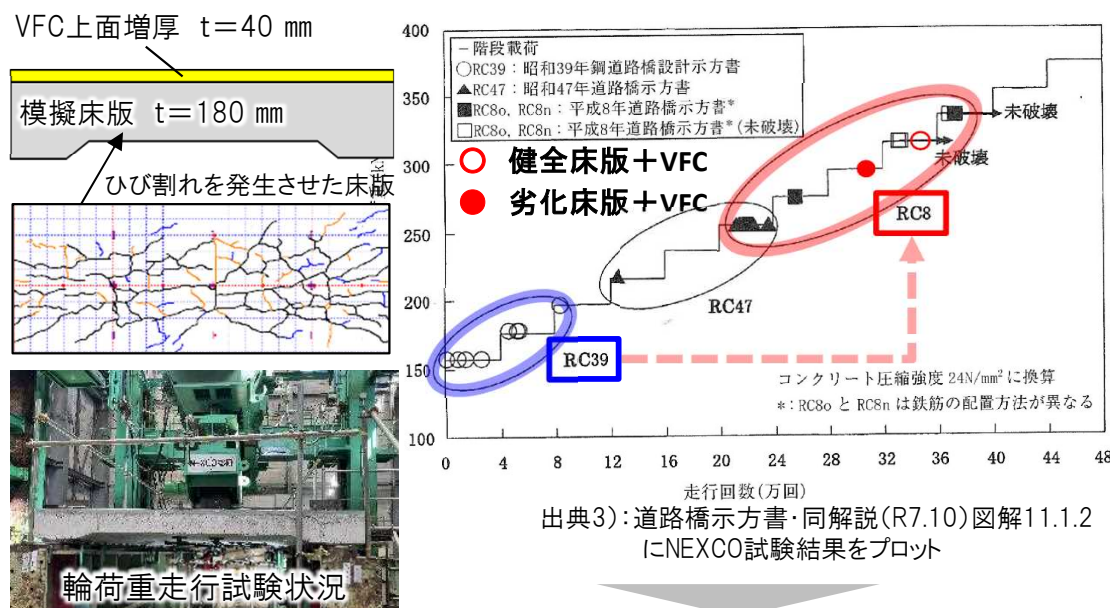 VFC上面増厚 t=40 mm
模擬床版 t=180 mm
ひび割れを発生させた床版
輪荷重走行試験状況
400
350
300
250
200
150
100
－階段載荷
○RC39：昭和39年鋼道路橋設計示方書
▲RC47：昭和47年道路橋示方書
■RC8o, RC8n：平成8年道路橋示方書*
□RC8o, RC8n：平成8年道路橋示方書*(未破壊)
○ 健全床版＋VFC
● 劣化床版＋VFC
未破壊
未破壊
RC8
RC47
RC39
コンクリート圧縮強度 24N/mm²に換算
*：RC8o と RC8n は鉄筋の配置方法が異なる
0 4 8 12 16 20 24 28 32 36 40 44 48
走行回数(万回)
出典3)：道路橋示方書・同解説(R7.10)図解11.1.2
にNEXCO試験結果をプロット